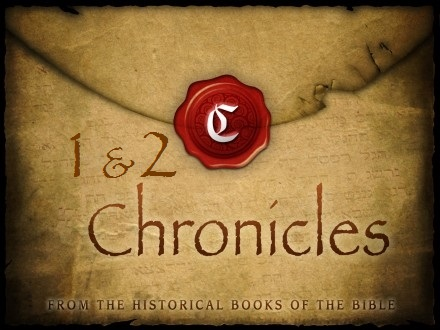 C
1 & 2
Chronicles
FROM THE HISTORICAL BOOKS OF THE BIBLE